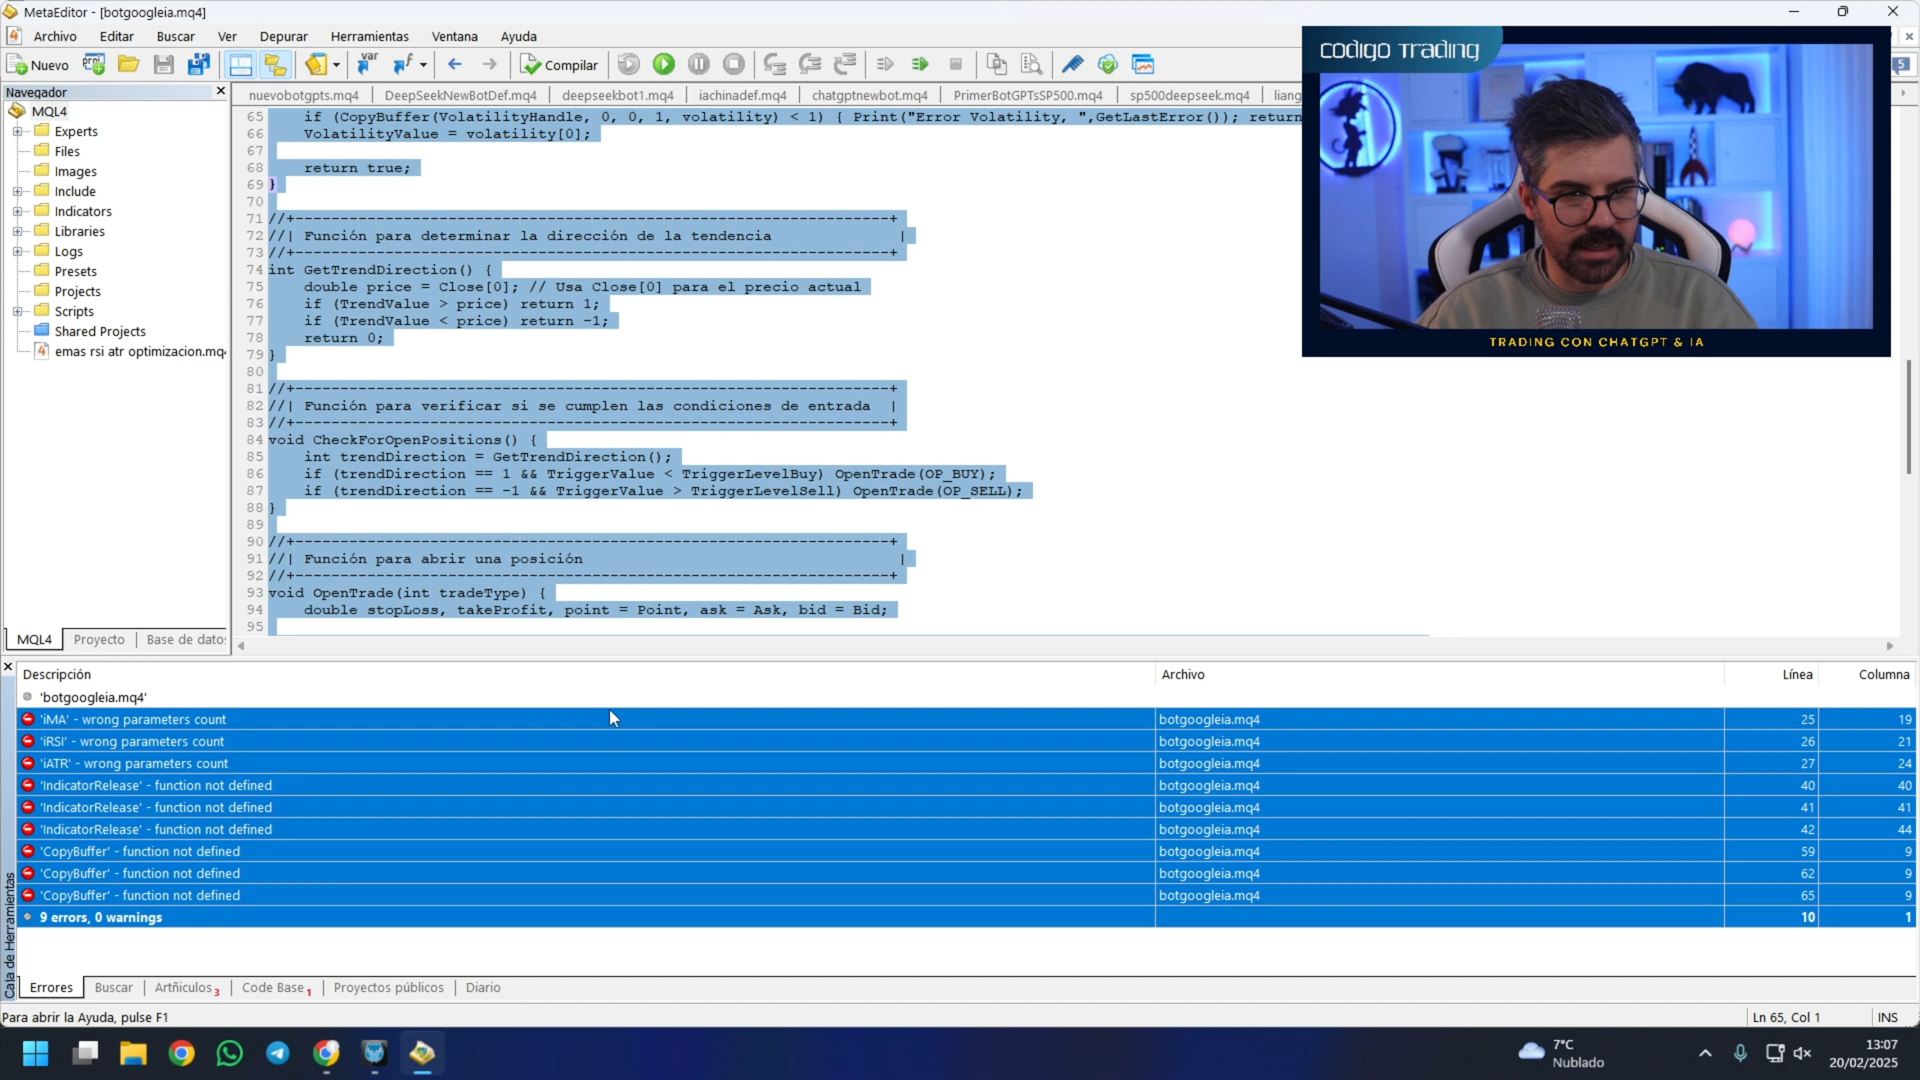 MetaEditor - [botgoogleia.mq4]
Archivo Editar Buscar Ver Depurar Herramientas Ventana Ayuda
Nuevo Compilar 5
Navegador
MQL4
Experts
Files
Images
Include
Indicators
Libraries
Logs
Presets
Projects
Scripts
Shared Projects
emas rsi atr optimizacion.mq
MQL4 Proyecto Base de dato
nuevobotgpts.mq4 DeepSeekNewBotDef.mq4 deepseekbot1.mq4 iachinadef.mq4 chatgptnewbot.mq4 PrimerBotGPTsSP500.mq4 sp500deepseek.mq4 liang
65 if (CopyBuffer(VolatilityHandle, 0, 0, 1, volatility) < 1) { Print("Error Volatility, ",GetLastError()); return
66 VolatilityValue = volatility[0];
67
68 return true;
69 }
70
71 //+------------------------------------------------------------------+
72 //| Función para determinar la dirección de la tendencia |
73 //+------------------------------------------------------------------+
74 int GetTrendDirection() {
75 double price = Close[0]; // Usa Close[0] para el precio actual
76 if (TrendValue > price) return 1;
77 if (TrendValue < price) return -1;
78 return 0;
79 }
80
81 //+------------------------------------------------------------------+
82 //| Función para verificar si se cumplen las condiciones de entrada |
83 //+------------------------------------------------------------------+
84 void CheckForOpenPositions() {
85 int trendDirection = GetTrendDirection();
86 if (trendDirection == 1 && TriggerValue < TriggerLevelBuy) OpenTrade(OP_BUY);
87 if (trendDirection == -1 && TriggerValue > TriggerLevelSell) OpenTrade(OP_SELL);
88 }
89
90 //+------------------------------------------------------------------+
91 //| Función para abrir una posición |
92 //+------------------------------------------------------------------+
93 void OpenTrade(int tradeType) {
94 double stopLoss, takeProfit, point = Point, ask = Ask, bid = Bid;
95
codigo trading
TRADING CON CHATGPT & IA
Descripción Archivo Línea Columna
'botgoogleia.mq4'
'iMA' - wrong parameters count botgoogleia.mq4 25 19
'iRSI' - wrong parameters count botgoogleia.mq4 26 21
'iATR' - wrong parameters count botgoogleia.mq4 27 24
'IndicatorRelease' - function not defined botgoogleia.mq4 40 40
'IndicatorRelease' - function not defined botgoogleia.mq4 41 41
'IndicatorRelease' - function not defined botgoogleia.mq4 42 44
'CopyBuffer' - function not defined botgoogleia.mq4 59 9
'CopyBuffer' - function not defined botgoogleia.mq4 62 9
'CopyBuffer' - function not defined botgoogleia.mq4 65 9
9 errors, 0 warnings 10 1
Caja de Herramientas
Errores Buscar Artñiculos 3 Code Base 1 Proyectos públicos Diario
Para abrir la Ayuda, pulse F1 Ln 65, Col 1 INS
7°C
Nublado
13:07
20/02/2025